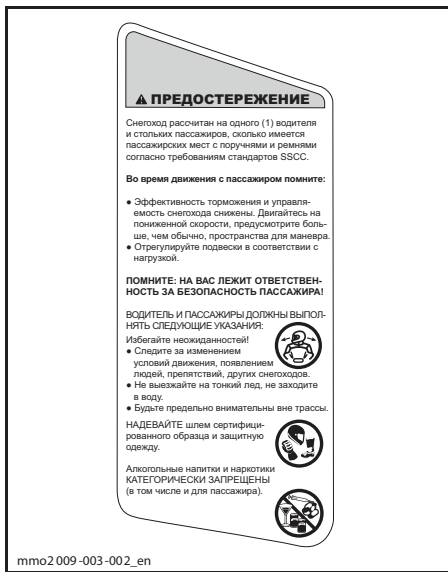 ⚠ ПРЕДОСТЕРЕЖЕНИЕ
Снегоход рассчитан на одного (1) водителя
и стольких пассажиров, сколько имеется
пассажирских мест с поручнями и ремнями
согласно требованиям стандартов SSCC.
Во время движения с пассажиром помните:
● Эффективность торможения и управля-
емость снегохода снижены. Двигайтесь на
пониженной скорости, предусмотрите боль-
ше, чем обычно, пространства для маневра.
● Отрегулируйте подвески в соответствии с
нагрузкой.
ПОМНИТЕ: НА ВАС ЛЕЖИТ ОТВЕТСТВЕН-
НОСТЬ ЗА БЕЗОПАСНОСТЬ ПАССАЖИРА!
ВОДИТЕЛЬ И ПАССАЖИРЫ ДОЛЖНЫ ВЫПОЛ-
НЯТЬ СЛЕДУЮЩИЕ УКАЗАНИЯ:
Избегайте неожиданностей!
● Следите за изменением
условий движения, появлением
людей, препятствий, других снегоходов.
● Не выезжайте на тонкий лед, не заходите
в воду.
● Будьте предельно внимательны вне трассы.
НАДЕВАЙТЕ шлем сертифици-
рованного образца и защитную
одежду.
Алкогольные напитки и наркотики
КАТЕГОРИЧЕСКИ ЗАПРЕЩЕНЫ
(в том числе и для пассажира).
mmo2009-003-002_en